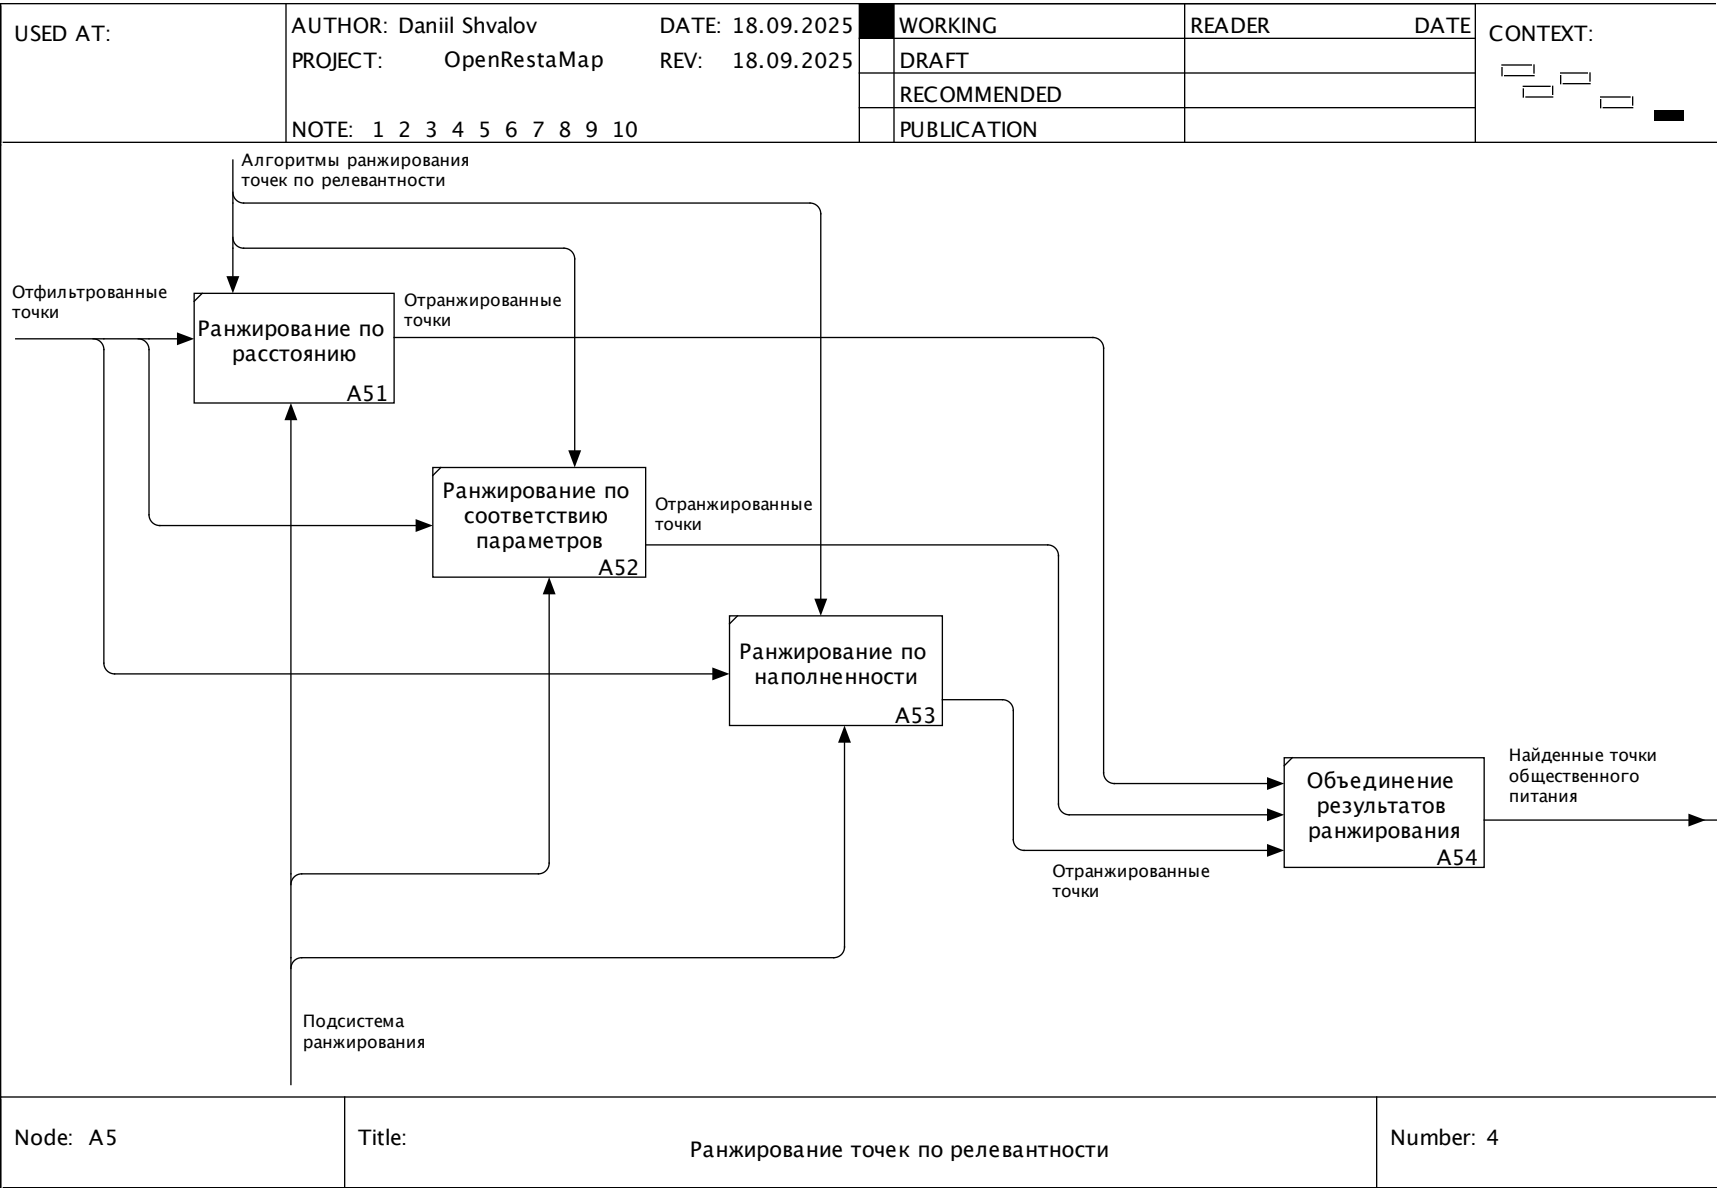 USED AT:
AUTHOR: Daniil Shvalov
DATE: 18.09.2025
PROJECT: OpenRestaMap
REV: 18.09.2025
NOTE: 1 2 3 4 5 6 7 8 9 10
WORKING
DRAFT
RECOMMENDED
PUBLICATION
READER
DATE
CONTEXT:
Алгоритмы ранжирования
точек по релевантности
Отфильтрованные
точки
Ранжирование по
расстоянию
A51
Отранжированные
точки
Ранжирование по
соответствию
параметров
A52
Отранжированные
точки
Ранжирование по
наполненности
A53
Объединение
результатов
ранжирования
A54
Найденные точки
общественного
питания
Отранжированные
точки
Подсистема
ранжирования
Node: A5
Title:
Ранжирование точек по релевантности
Number: 4